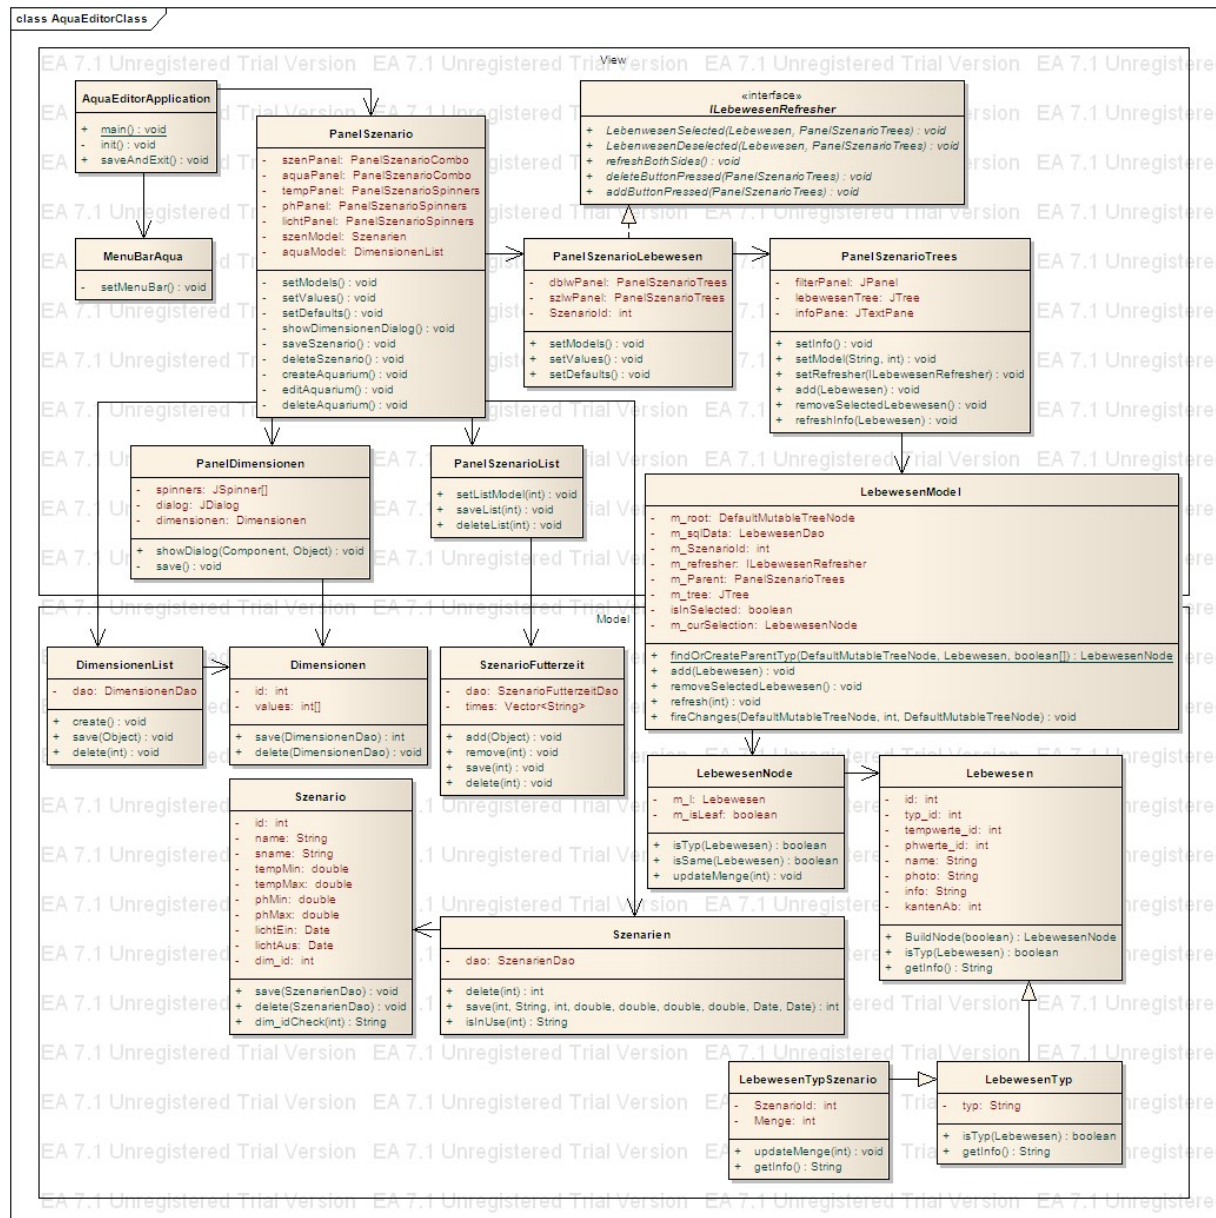 class AquaEditorClass
View
AquaEditorApplication
+ main() : void
- init() : void
+ saveAndExit() : void
MenuBarAqua
- setMenuBar() : void
PanelSzenario
- szenPanel: PanelSzenarioCombo
- aquaPanel: PanelSzenarioCombo
- tempPanel: PanelSzenarioSpinners
- phPanel: PanelSzenarioSpinners
- lichtPanel: PanelSzenarioSpinners
- szenModel: Szenarien
- aquaModel: DimensionenList
- setModels() : void
- setValues() : void
- setDefaults() : void
- showDimensionenDialog() : void
- saveSzenario() : void
- deleteSzenario() : void
- createAquarium() : void
- editAquarium() : void
- deleteAquarium() : void
«interface»
ILebewesenRefresher
+ LebenwesenSelected(Lebewesen, PanelSzenarioTrees) : void
+ LebenwesenDeselected(Lebewesen, PanelSzenarioTrees) : void
+ refreshBothSides() : void
+ deleteButtonPressed(PanelSzenarioTrees) : void
+ addButtonPressed(PanelSzenarioTrees) : void
PanelSzenarioLebewesen
- dblwPanel: PanelSzenarioTrees
- szlwPanel: PanelSzenarioTrees
- SzenarioId: int
+ setModels() : void
+ setValues() : void
+ setDefaults() : void
PanelSzenarioTrees
- filterPanel: JPanel
- lebewesenTree: JTree
- infoPane: JTextPane
+ setInfo() : void
+ setModel(String, int) : void
+ setRefresher(ILebewesenRefresher) : void
+ add(Lebewesen) : void
+ removeSelectedLebewesen() : void
+ refreshInfo(Lebewesen) : void
PanelDimensionen
- spinners: JSpinner[]
- dialog: JDialog
- dimensionen: Dimensionen
+ showDialog(Component, Object) : void
- save() : void
PanelSzenarioList
+ setListModel(int) : void
+ saveList(int) : void
+ deleteList(int) : void
LebewesenModel
- m_root: DefaultMutableTreeNode
- m_sqlData: LebewesenDao
- m_SzenarioId: int
- m_refresher: ILebewesenRefresher
- m_Parent: PanelSzenarioTrees
- m_tree: JTree
- isInSelected: boolean
- m_curSelection: LebewesenNode
+ findOrCreateParentTyp(DefaultMutableTreeNode, Lebewesen, boolean[]) : LebewesenNode
+ add(Lebewesen) : void
+ removeSelectedLebewesen() : void
+ refresh(int) : void
+ fireChanges(DefaultMutableTreeNode, int, DefaultMutableTreeNode) : void
Model
DimensionenList
- dao: DimensionenDao
+ create() : void
+ save(Object) : void
+ delete(int) : void
Dimensionen
- id: int
- values: int[]
+ save(DimensionenDao) : int
+ delete(DimensionenDao) : void
SzenarioFutterzeit
- dao: SzenarioFutterzeitDao
- times: Vector<String>
+ add(Object) : void
+ remove(int) : void
+ save(int) : void
+ delete(int) : void
LebewesenNode
- m_l: Lebewesen
- m_isLeaf: boolean
+ isTyp(Lebewesen) : boolean
+ isSame(Lebewesen) : boolean
+ updateMenge(int) : void
Lebewesen
- id: int
- typ_id: int
- tempwerte_id: int
- phwerte_id: int
- name: String
- photo: String
- info: String
- kantenAb: int
+ BuildNode(boolean) : LebewesenNode
+ isTyp(Lebewesen) : boolean
+ getInfo() : String
Szenario
- id: int
- name: String
- sname: String
- tempMin: double
- tempMax: double
- phMin: double
- phMax: double
- lichtEin: Date
- lichtAus: Date
- dim_id: int
+ save(SzenarienDao) : void
+ delete(SzenarienDao) : void
+ dim_idCheck(int) : String
Szenarien
- dao: SzenarienDao
+ delete(int) : int
+ save(int, String, int, double, double, double, double, Date, Date) : int
+ isInUse(int) : String
LebewesenTypSzenario
- SzenarioId: int
- Menge: int
+ updateMenge(int) : void
+ getInfo() : String
LebewesenTyp
- typ: String
+ isTyp(Lebewesen) : boolean
+ getInfo() : String